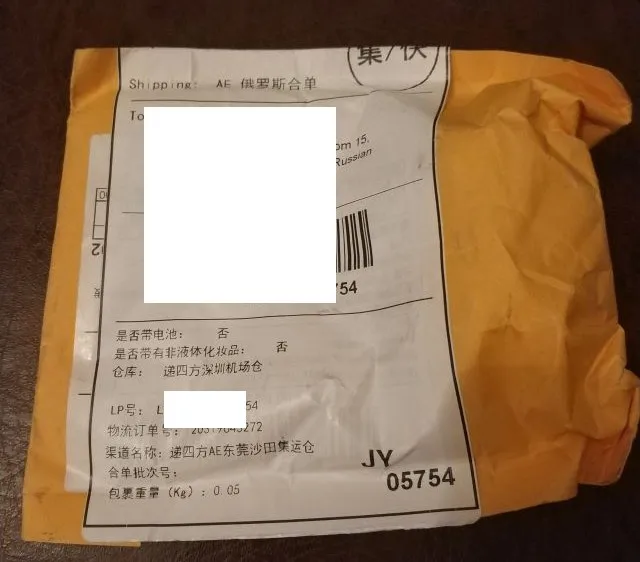 集/快
Shipping: AE 俄罗斯合单
To
om 15.
Russian
754
是否带电池: 否
是否带有非液体化妆品: 否
仓库: 递四方深圳机场仓
LP号: L 54
物流订单号:
渠道名称: 递四方AE东莞沙田集运仓
合单批次号:
包裹重量 (Kg) : 0.05
JY
05754